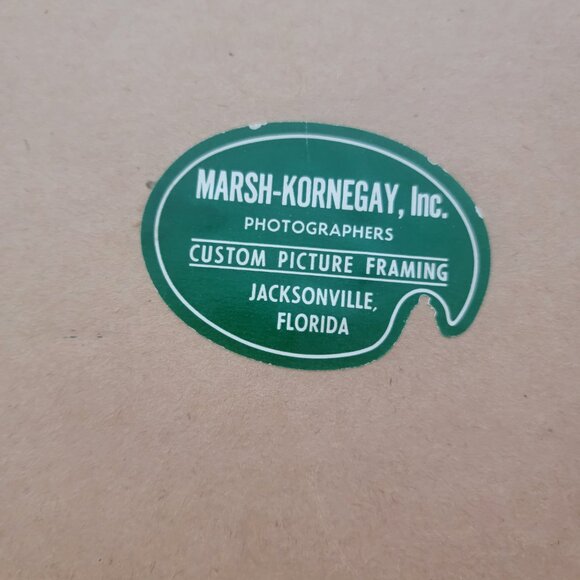 MARSH-KORNEGAY, Inc.
PHOTOGRAPHERS
CUSTOM PICTURE FRAMING
JACKSONVILLE,
FLORIDA